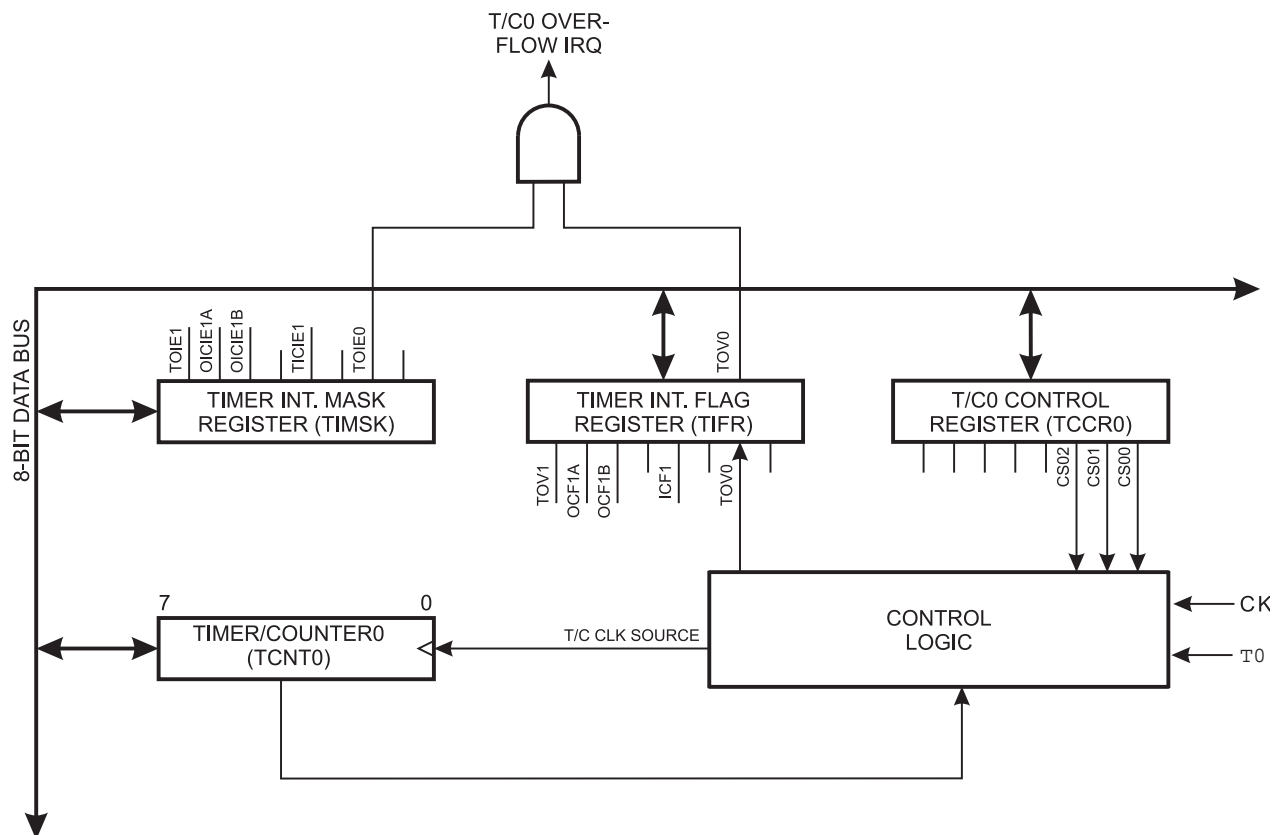 T/C0 OVER-
FLOW IRQ
8-BIT DATA BUS
TOIE1
OICIE1A
OICIE1B
TICIE1
TOIE0
TOV0
TIMER INT. MASK
REGISTER (TIMSK)
TIMER INT. FLAG
REGISTER (TIFR)
T/C0 CONTROL
REGISTER (TCCR0)
TOV1
OCF1A
OCF1B
ICF1
TOV0
CS02
CS01
CS00
7
0
TIMER/COUNTER0
(TCNT0)
T/C CLK SOURCE
CONTROL
LOGIC
CK
T0